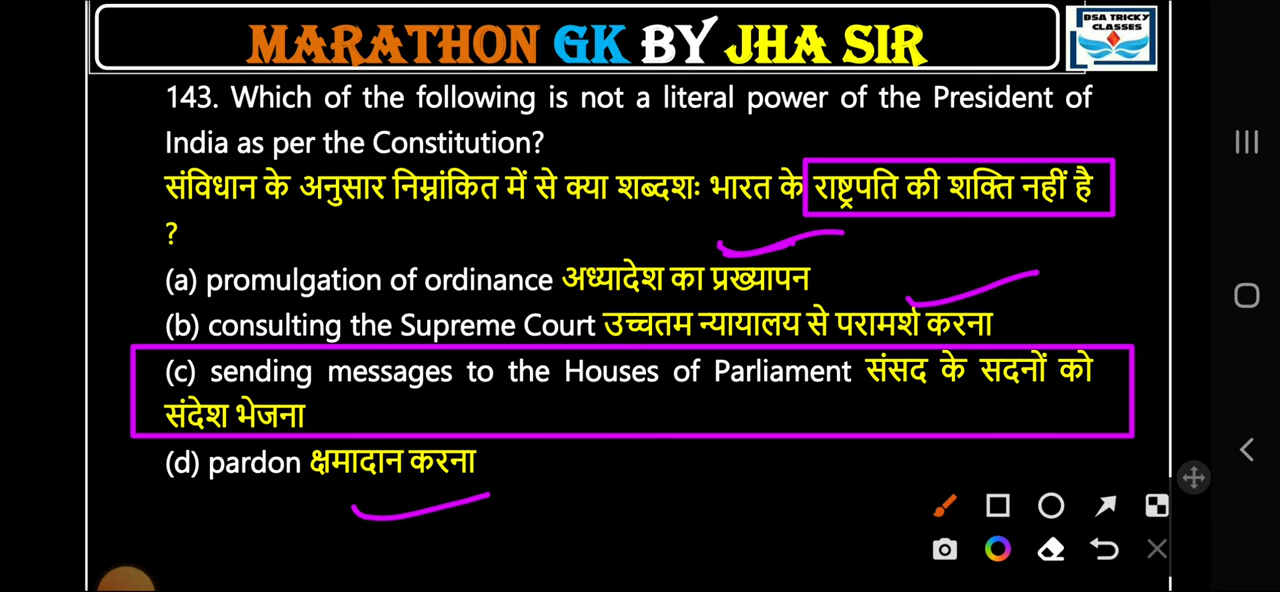 MARATHON GK BY JHA SIR
BSA TRICKY
CLASSES
143. Which of the following is not a literal power of the President of
India as per the Constitution?
संविधान के अनुसार निम्नांकित में से क्या शब्दशः भारत के राष्ट्रपति की शक्ति नहीं है
?
(a) promulgation of ordinance अध्यादेश का प्रख्यापन
(b) consulting the Supreme Court उच्चतम न्यायालय से परामर्श करना
(c) sending messages to the Houses of Parliament संसद के सदनों को
संदेश भेजना
(d) pardon क्षमादान करना